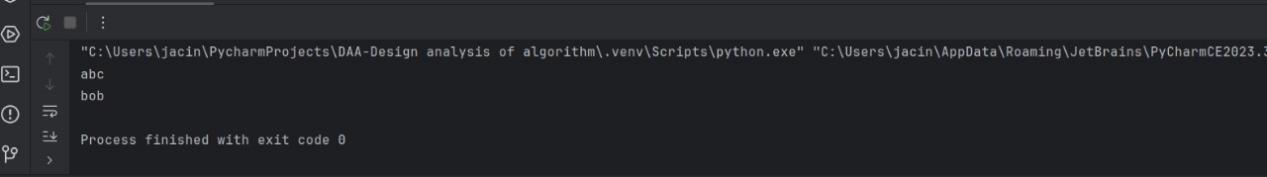 "C:\Users\jacin\PycharmProjects\DAA-Design analysis of algorithm\.venv\Scripts\python.exe" "C:\Users\jacin\AppData\Roaming\JetBrains\PyCharmCE2023.3
abc
bob
Process finished with exit code 0